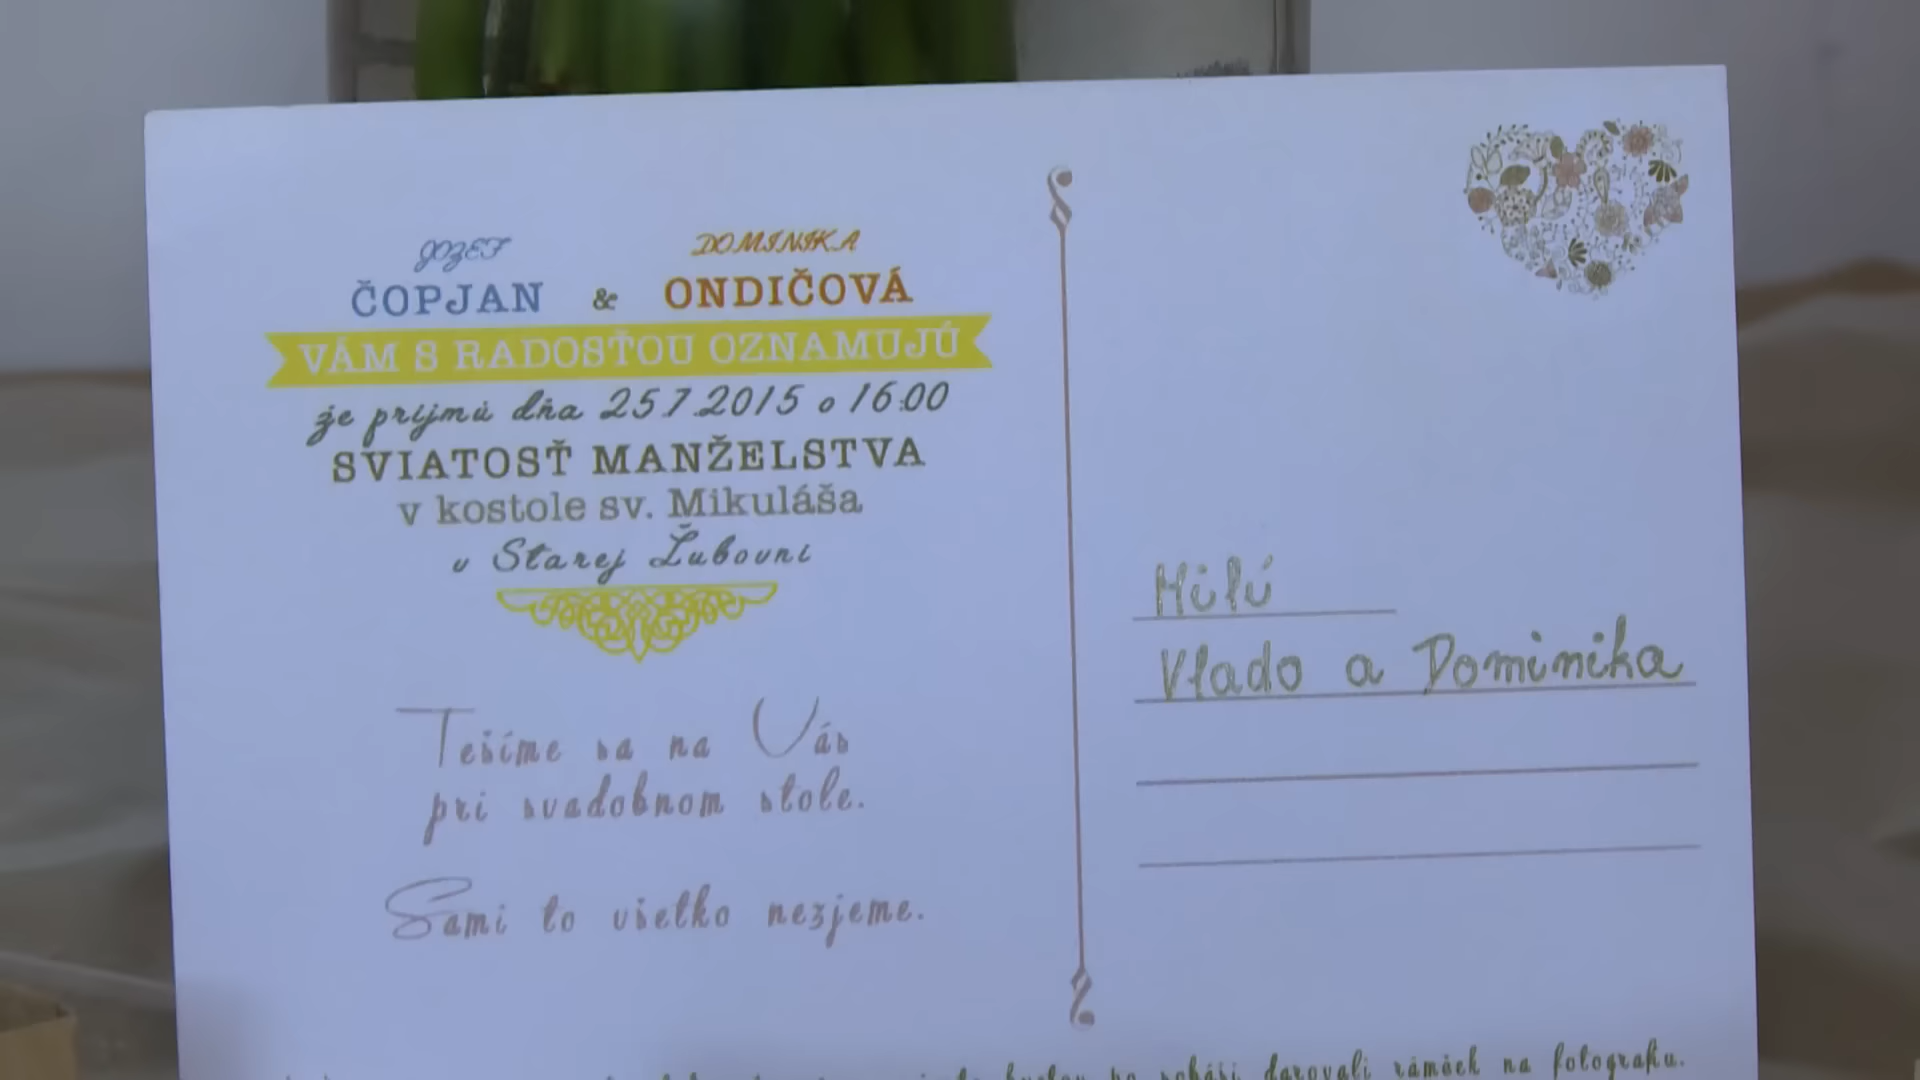 JOZEF DOMINIKA
ČOPJAN & ONDIČOVÁ
VÁM S RADOSŤOU OZNAMUJÚ
že prijmú dňa 25.7.2015 o 16:00
SVIATOSŤ MANŽELSTVA
v kostole sv. Mikuláša
v Starej Ľubovni
Tešíme sa na Vás
pri svadobnom stole.
Sami to všetko nezjeme.
Milí
Vlado a Dominika
darovali rámček na fotografiu.